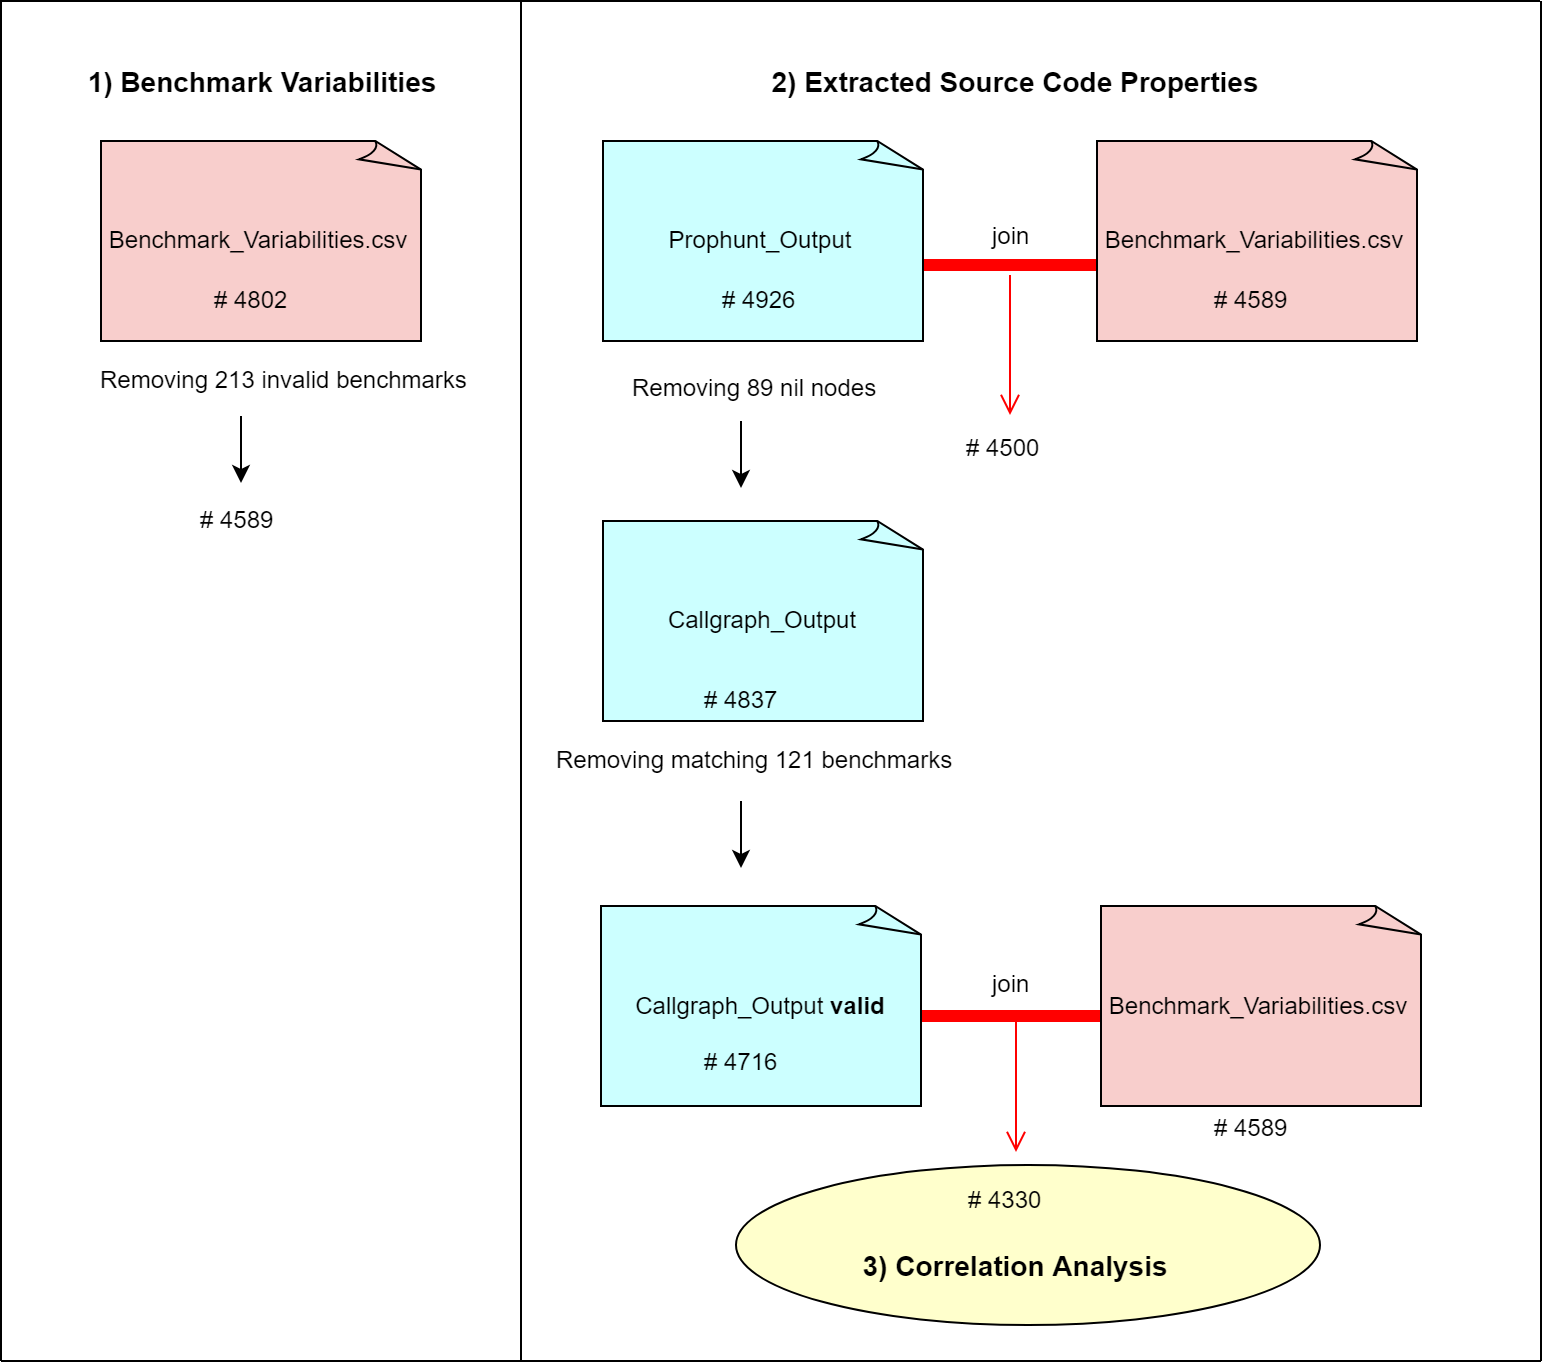 1) Benchmark Variabilities
Benchmark_Variabilities.csv
# 4802
Removing 213 invalid benchmarks
# 4589
2) Extracted Source Code Properties
Prophunt_Output
# 4926
join
Benchmark_Variabilities.csv
# 4589
Removing 89 nil nodes
# 4500
Callgraph_Output
# 4837
Removing matching 121 benchmarks
Callgraph_Output valid
# 4716
join
Benchmark_Variabilities.csv
# 4589
# 4330
3) Correlation Analysis